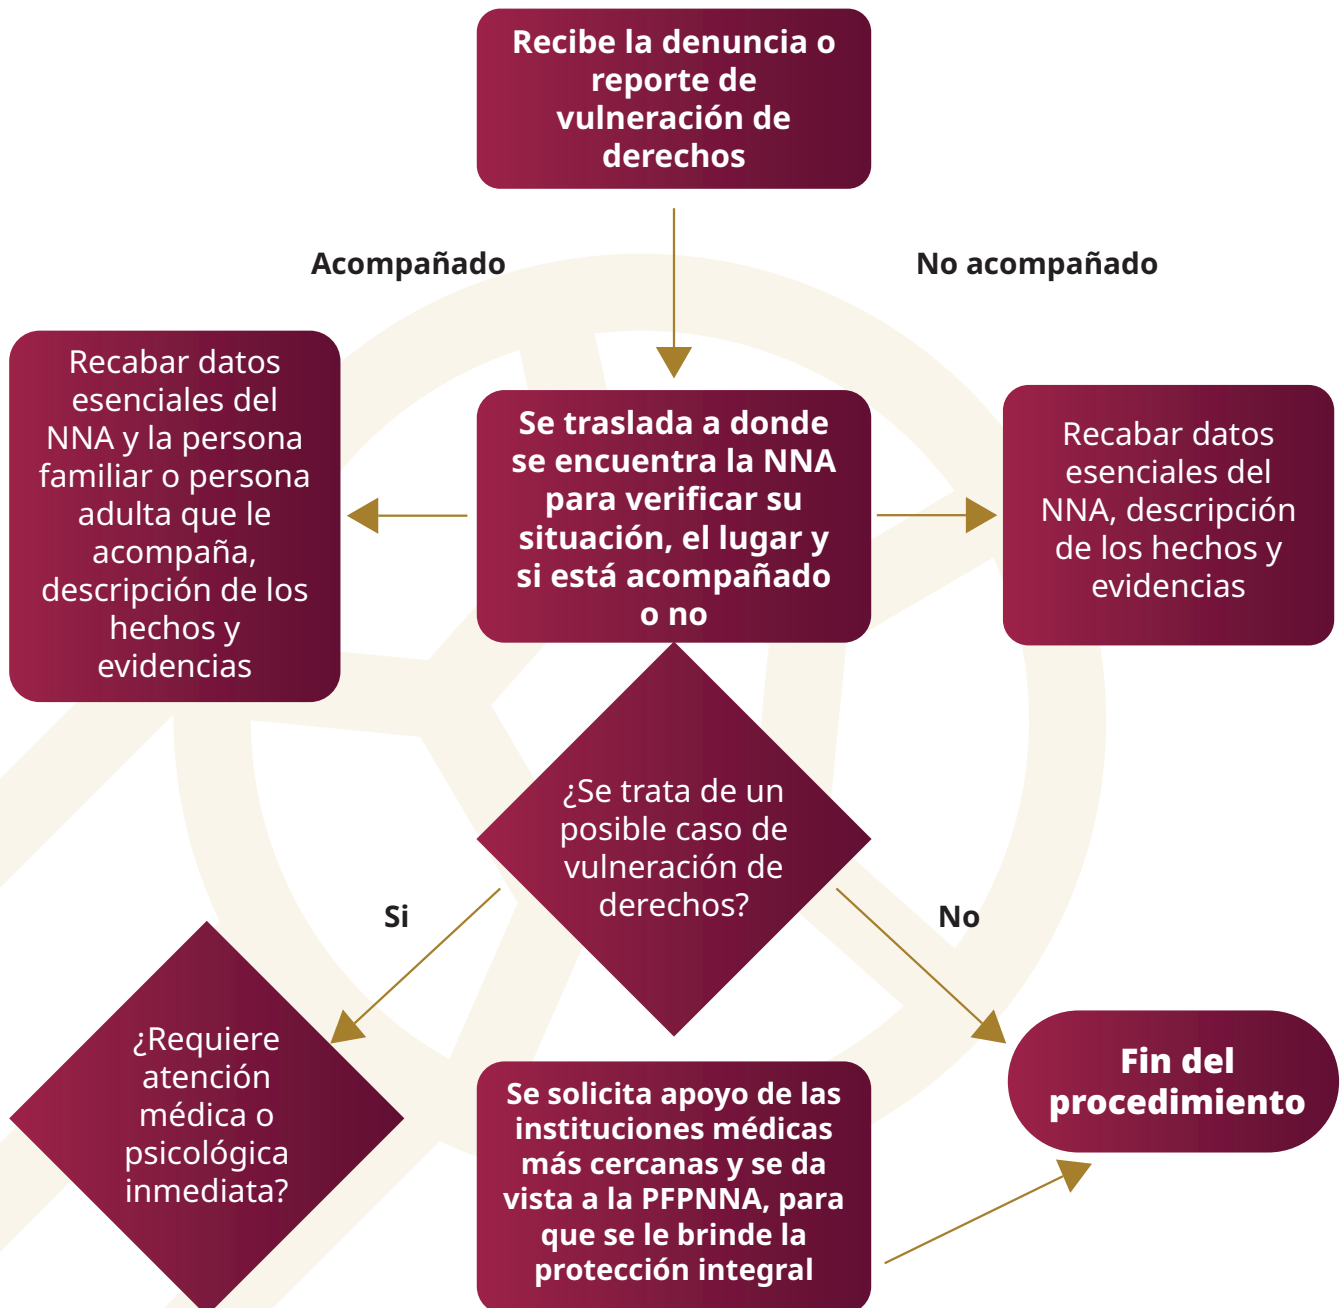 Recibe la denuncia o
reporte de
vulneración de
derechos
Acompañado
No acompañado
Recabar datos
esenciales del
NNA y la persona
familiar o persona
adulta que le
acompaña,
descripción de los
hechos y
evidencias
Se traslada a donde
se encuentra la NNA
para verificar su
situación, el lugar y
si está acompañado
o no
Recabar datos
esenciales del
NNA, descripción
de los hechos y
evidencias
¿Se trata de un
posible caso de
vulneración de
derechos?
Si
No
¿Requiere
atención
médica o
psicológica
inmediata?
Se solicita apoyo de las
instituciones médicas
más cercanas y se da
vista a la PFPNNA, para
que se le brinde la
protección integral
Fin del
procedimiento